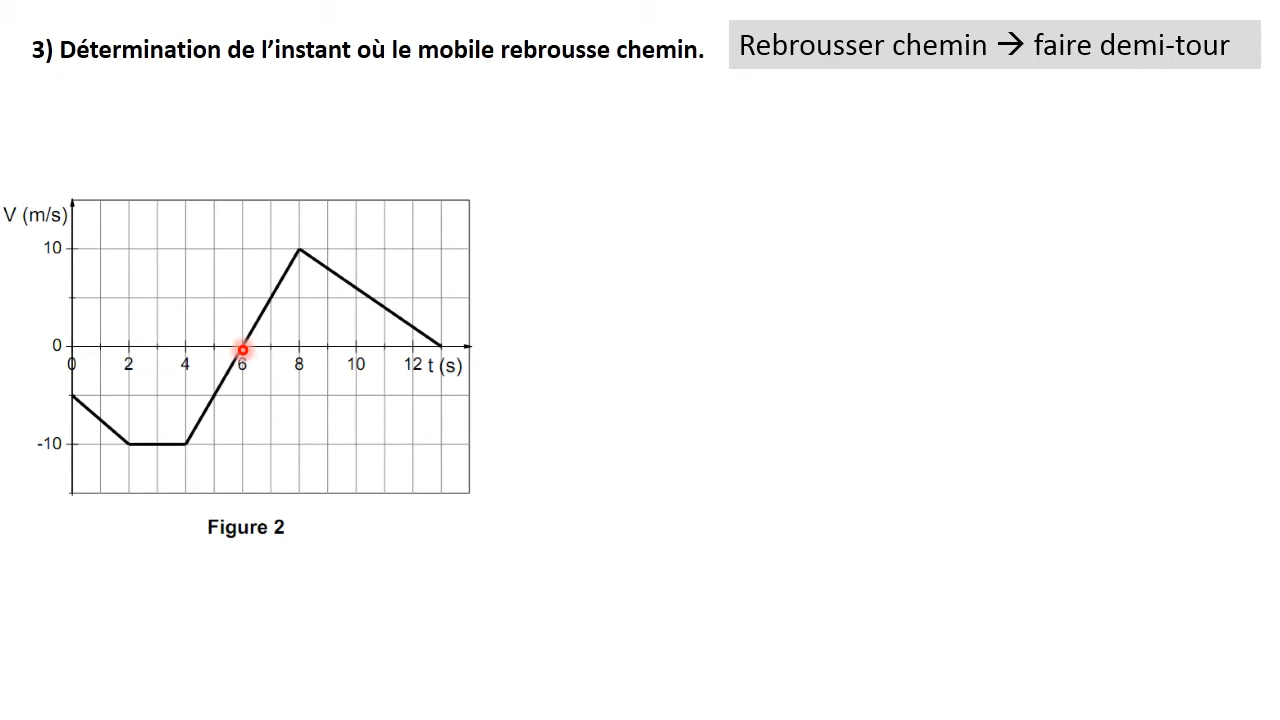 3) Détermination de l’instant où le mobile rebrousse chemin.
Rebrousser chemin → faire demi-tour
V (m/s)
10
0
0 2 4 6 8 10 12 t (s)
-10
Figure 2